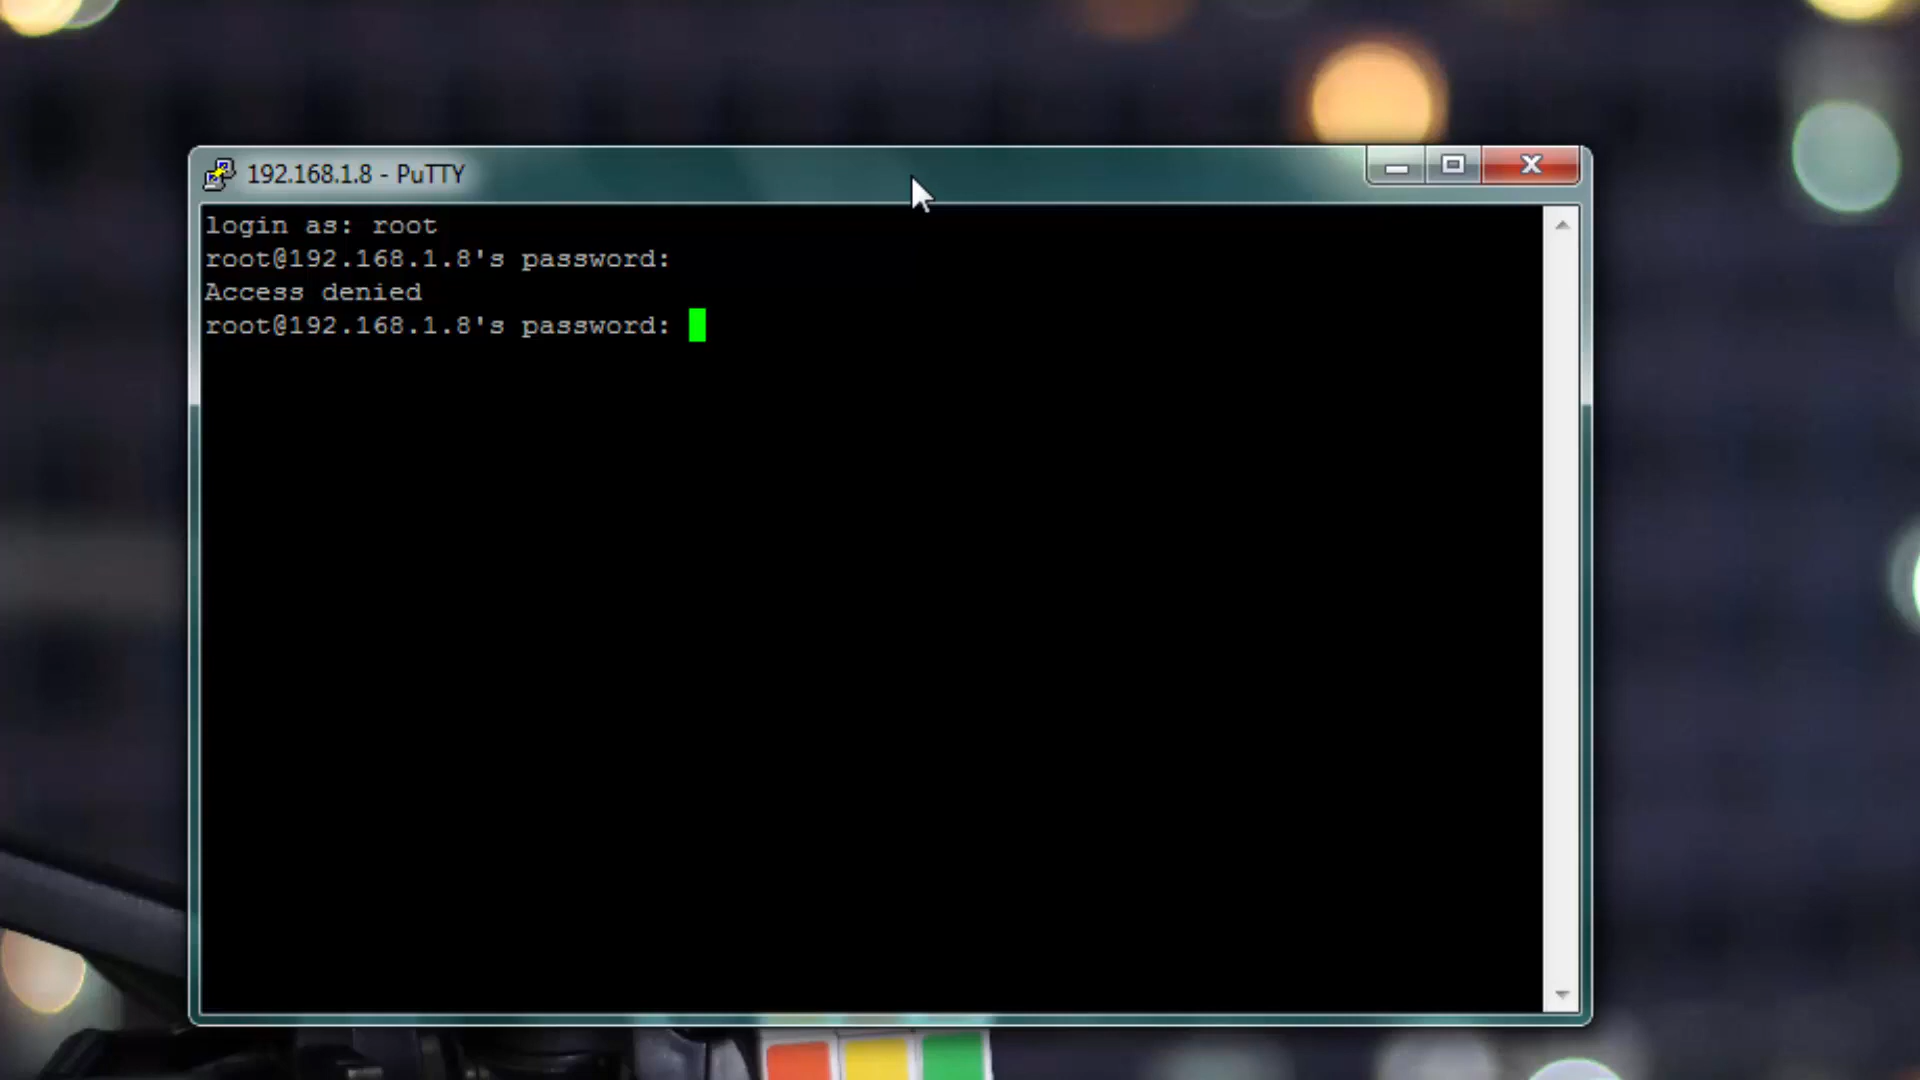 192.168.1.8 - PuTTY
login as: root
root@192.168.1.8's password:
Access denied
root@192.168.1.8's password: